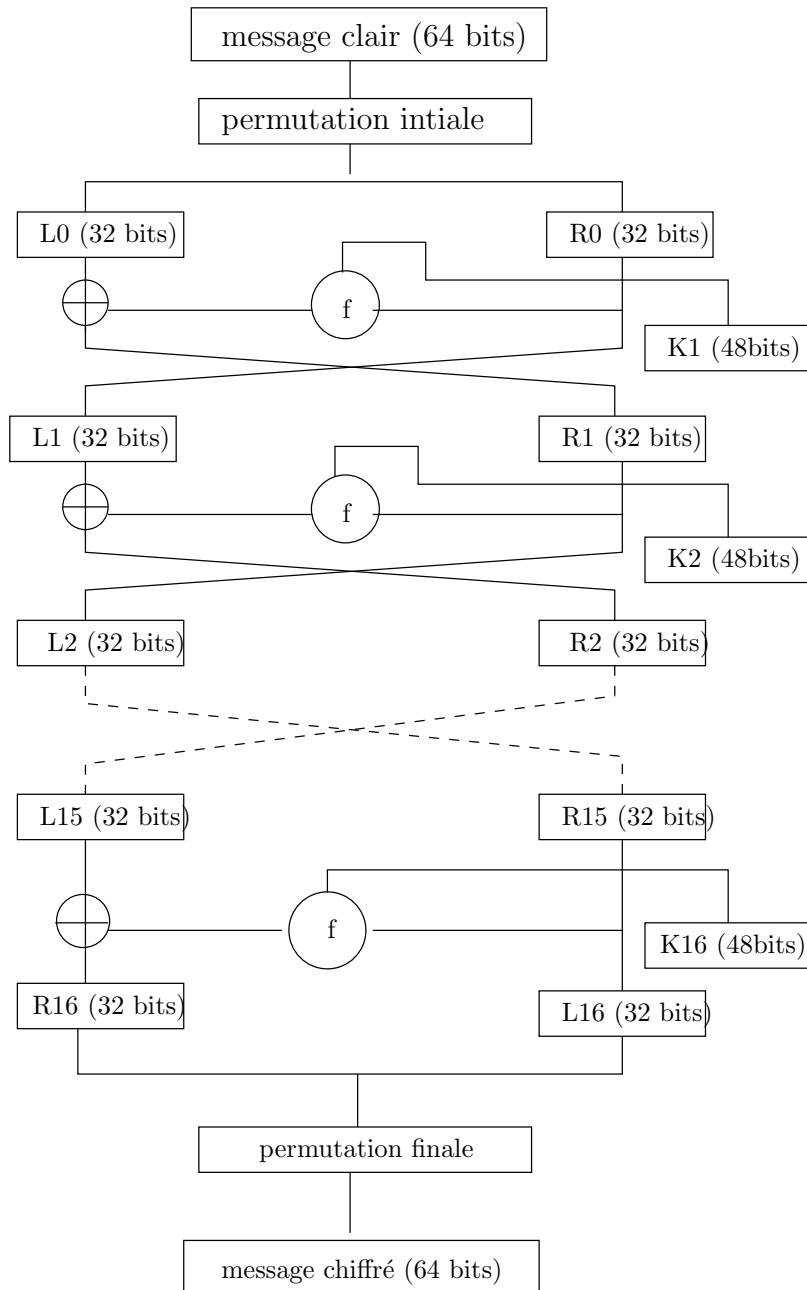 message clair (64 bits)
permutation intiale
L0 (32 bits)
R0 (32 bits)
f
K1 (48bits)
L1 (32 bits)
R1 (32 bits)
f
K2 (48bits)
L2 (32 bits)
R2 (32 bits)
L15 (32 bits)
R15 (32 bits)
f
K16 (48bits)
R16 (32 bits)
L16 (32 bits)
permutation finale
message chiffré (64 bits)